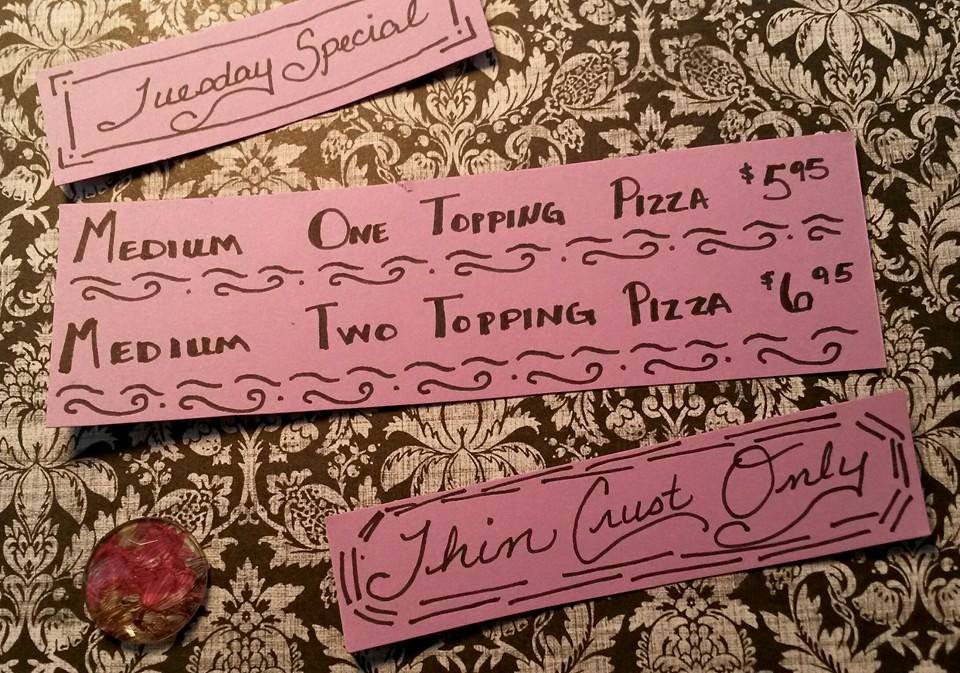 Tuesday Special
MEDIUM ONE TOPPING PIZZA $5.95
MEDIUM TWO TOPPING PIZZA $6.95
Thin Crust Only